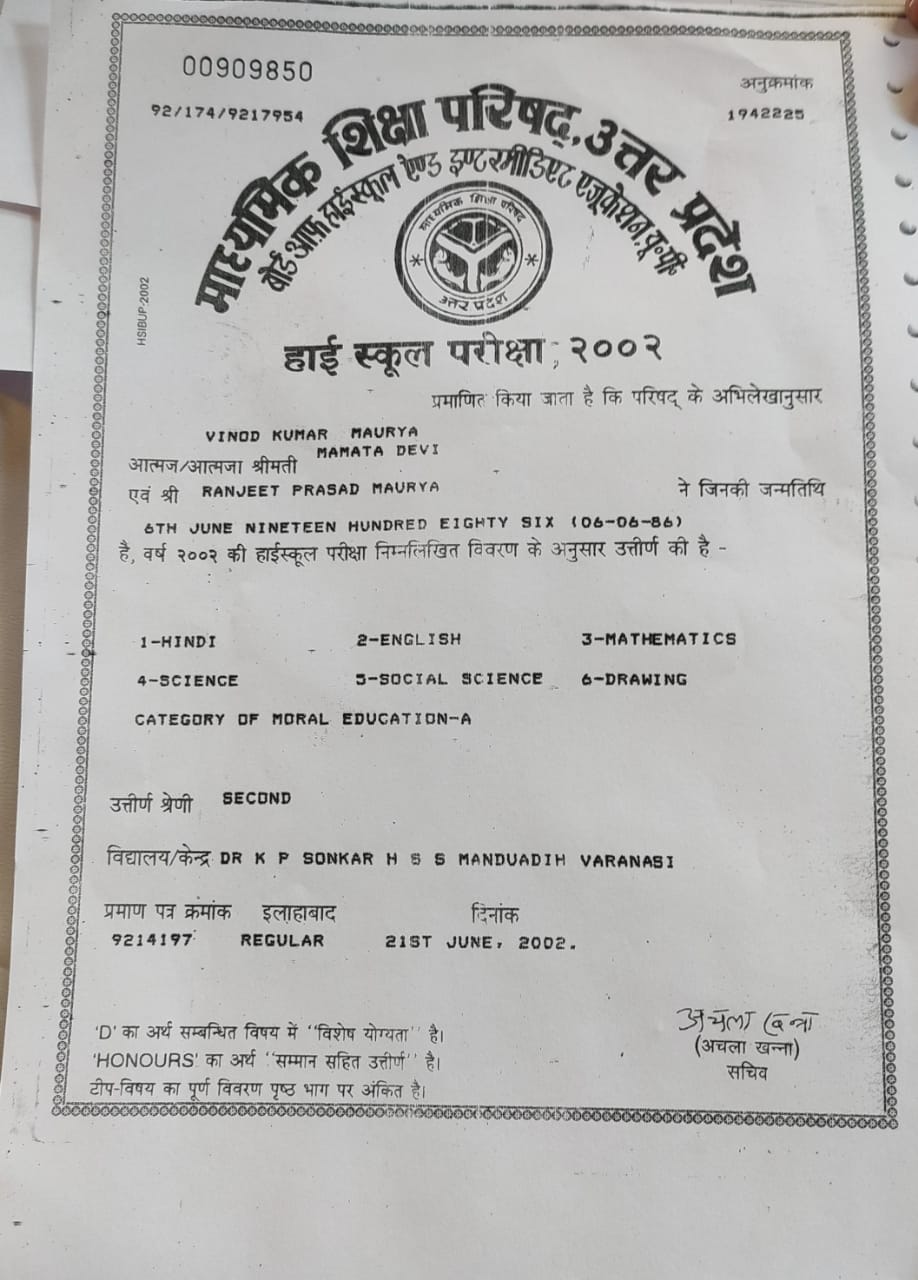 00909850
अनुक्रमांक
92/174/9217954
1942225
माध्यमिक शिक्षा परिषद्, उत्तर प्रदेश
बोर्ड आफ़ हाईस्कूल ऐण्ड इण्टरमीडिएट एजूकेशन, यू०पी०
माध्यमिक शिक्षा परिषद
उत्तर प्रदेश
HSIBUP-2002
हाई स्कूल परीक्षा, २००२
प्रमाणित किया जाता है कि परिषद् के अभिलेखानुसार
VINOD KUMAR MAURYA
MAMATA DEVI
आत्मज/आत्मजा श्रीमती
एवं श्री RANJEET PRASAD MAURYA ने जिनकी जन्मतिथि
6TH JUNE NINETEEN HUNDRED EIGHTY SIX (06-06-86)
है, वर्ष २००२ की हाईस्कूल परीक्षा निम्नलिखित विवरण के अनुसार उत्तीर्ण की है -
1-HINDI 2-ENGLISH 3-MATHEMATICS
4-SCIENCE 5-SOCIAL SCIENCE 6-DRAWING
CATEGORY OF MORAL EDUCATION-A
उत्तीर्ण श्रेणी SECOND
विद्यालय/केन्द्र DR K P SONKAR H S S MANDUADIH VARANASI
प्रमाण पत्र क्रमांक इलाहाबाद दिनांक
9214197 REGULAR 21ST JUNE, 2002.
'D' का अर्थ सम्बन्धित विषय में "विशेष योग्यता" है।
'HONOURS' का अर्थ "सम्मान सहित उत्तीर्ण" है।
टीप-विषय का पूर्ण विवरण पृष्ठ भाग पर अंकित है।
अचला खन्ना
(अचला खन्ना)
सचिव